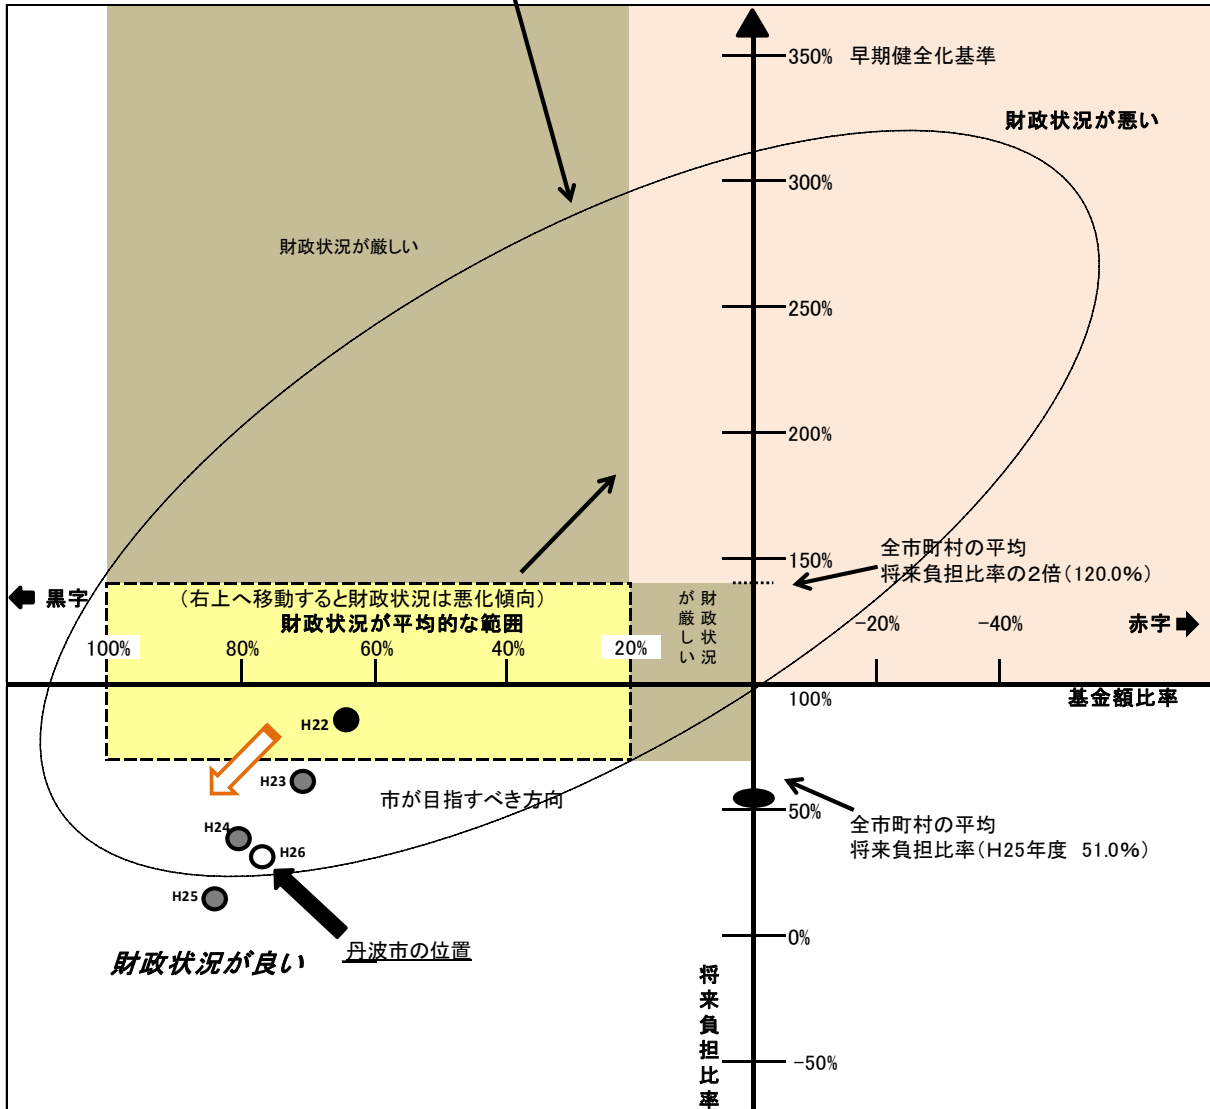 350%
早期健全化基準
財政状況が悪い
300%
財政状況が厳しい
250%
200%
150%
全市町村の平均
将来負担比率の2倍(120.0%)
黒字
(右上へ移動すると財政状況は悪化傾向)
財政状況が平均的な範囲
財政状況
が厳しい
-20%
-40%
赤字
100%
80%
60%
40%
20%
100%
基金額比率
H22
H23
市が目指すべき方向
50%
全市町村の平均
将来負担比率(H25年度 51.0%)
H24
H26
H25
丹波市の位置
財政状況が良い
0%
将来負担比率
-50%